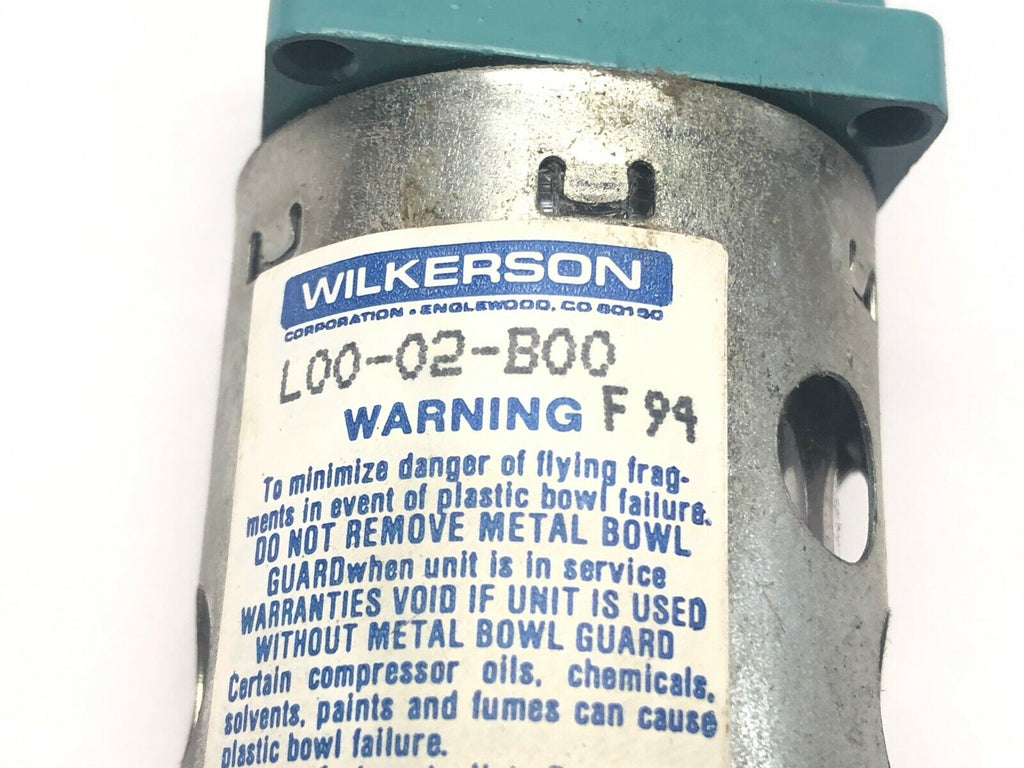 WILKERSON
CORPORATION • ENGLEWOOD, CO 80150
L00-02-B00
WARNING F 94
To minimize danger of flying frag-
ments in event of plastic bowl failure.
DO NOT REMOVE METAL BOWL
GUARD when unit is in service
WARRANTIES VOID IF UNIT IS USED
WITHOUT METAL BOWL GUARD
Certain compressor oils, chemicals,
solvents, paints and fumes can cause
plastic bowl failure.